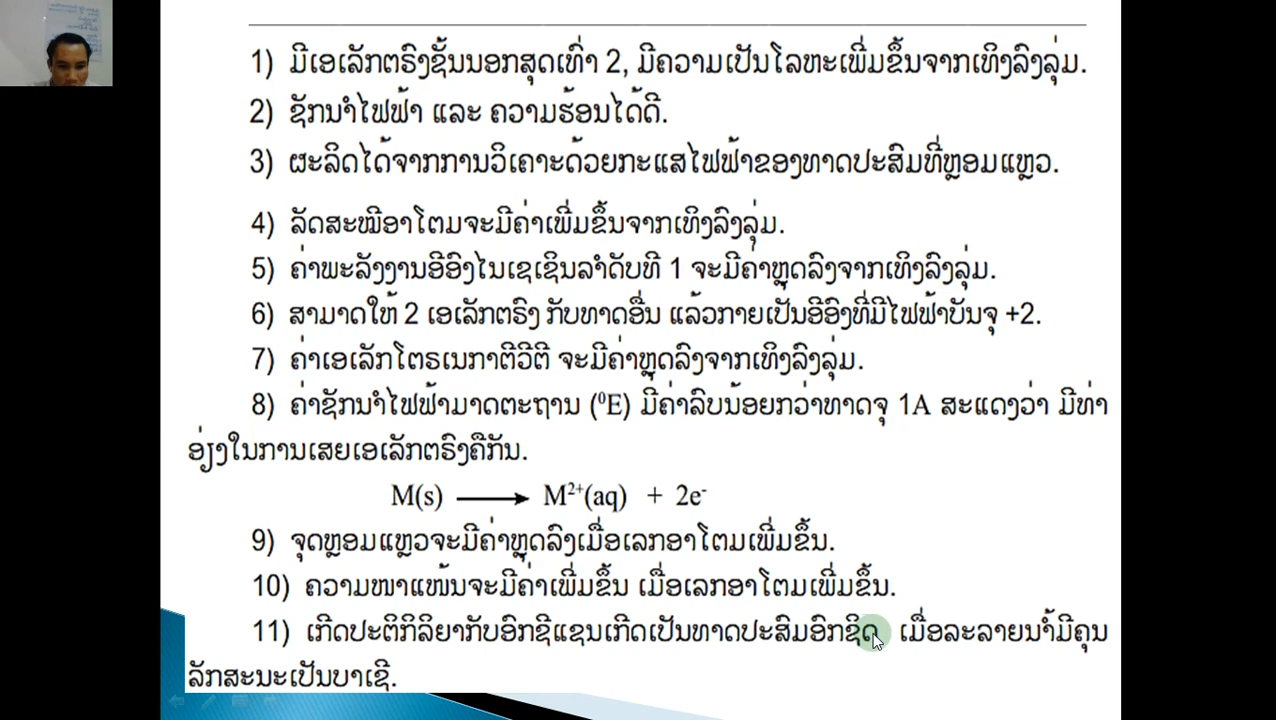 1) ມີເອເລັກຕຣົງຊັ້ນນອກສຸດເທົ່າ 2, ມີຄວາມເປັນໂລຫະເພີ່ມຂຶ້ນຈາກເທິງລົງລຸ່ມ.
2) ຊັກນຳໄຟຟ້າ ແລະ ຄວາມຮ້ອນໄດ້ດີ.
3) ຜະລິດໄດ້ຈາກການວິເຄາະດ້ວຍກະແສໄຟຟ້າຂອງທາດປະສົມທີ່ຫຼອມແຫຼວ.
4) ລັດສະໝີອາໂຕມຈະມີຄ່າເພີ່ມຂຶ້ນຈາກເທິງລົງລຸ່ມ.
5) ຄ່າພະລັງງານອີອົງໄນເຊເຊິນລຳດັບທີ 1 ຈະມີຄ່າຫຼຸດລົງຈາກເທິງລົງລຸ່ມ.
6) ສາມາດໃຫ້ 2 ເອເລັກຕຣົງ ກັບທາດອື່ນ ແລ້ວກາຍເປັນອີອົງທີ່ມີໄຟຟ້າບັນຈຸ +2.
7) ຄ່າເອເລັກໂຕຣເນກາຕີວີຕີ ຈະມີຄ່າຫຼຸດລົງຈາກເທິງລົງລຸ່ມ.
8) ຄ່າຊັກນຳໄຟຟ້າມາດຕະຖານ (⁰E) ມີຄ່າລົບນ້ອຍກວ່າທາດຈຸ 1A ສະແດງວ່າ ມີທ່າ
ອ່ຽງໃນການເສຍເອເລັກຕຣົງຄືກັນ.
M(s) ⟶ M²⁺(aq) + 2e⁻
9) ຈຸດຫຼອມແຫຼວຈະມີຄ່າຫຼຸດລົງເມື່ອເລກອາໂຕມເພີ່ມຂຶ້ນ.
10) ຄວາມໜາແໜ້ນຈະມີຄ່າເພີ່ມຂຶ້ນ ເມື່ອເລກອາໂຕມເພີ່ມຂຶ້ນ.
11) ເກີດປະຕິກິລິຍາກັບອົກຊີແຊນເກີດເປັນທາດປະສົມອົກຊິດ ເມື່ອລະລາຍນ້ຳມີຄຸນ
ລັກສະນະເປັນບາເຊີ.